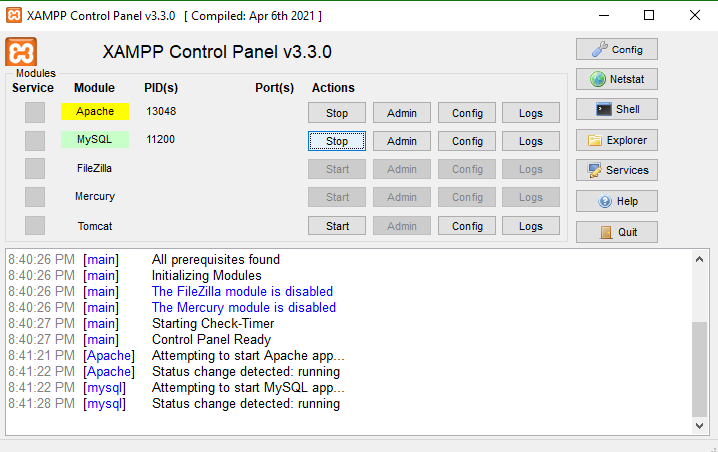 XAMPP Control Panel v3.3.0 [ Compiled: Apr 6th 2021 ]
XAMPP Control Panel v3.3.0
Config
Modules
Service Module PID(s) Port(s) Actions
Netstat
Apache 13048 Stop Admin Config Logs
Shell
MySQL 11200 Stop Admin Config Logs
Explorer
FileZilla Start Admin Config Logs
Services
Mercury Start Admin Config Logs
Help
Tomcat Start Admin Config Logs
Quit
8:40:26 PM [main] All prerequisites found
8:40:26 PM [main] Initializing Modules
8:40:26 PM [main] The FileZilla module is disabled
8:40:26 PM [main] The Mercury module is disabled
8:40:27 PM [main] Starting Check-Timer
8:40:27 PM [main] Control Panel Ready
8:41:21 PM [Apache] Attempting to start Apache app...
8:41:22 PM [Apache] Status change detected: running
8:41:22 PM [mysql] Attempting to start MySQL app...
8:41:28 PM [mysql] Status change detected: running